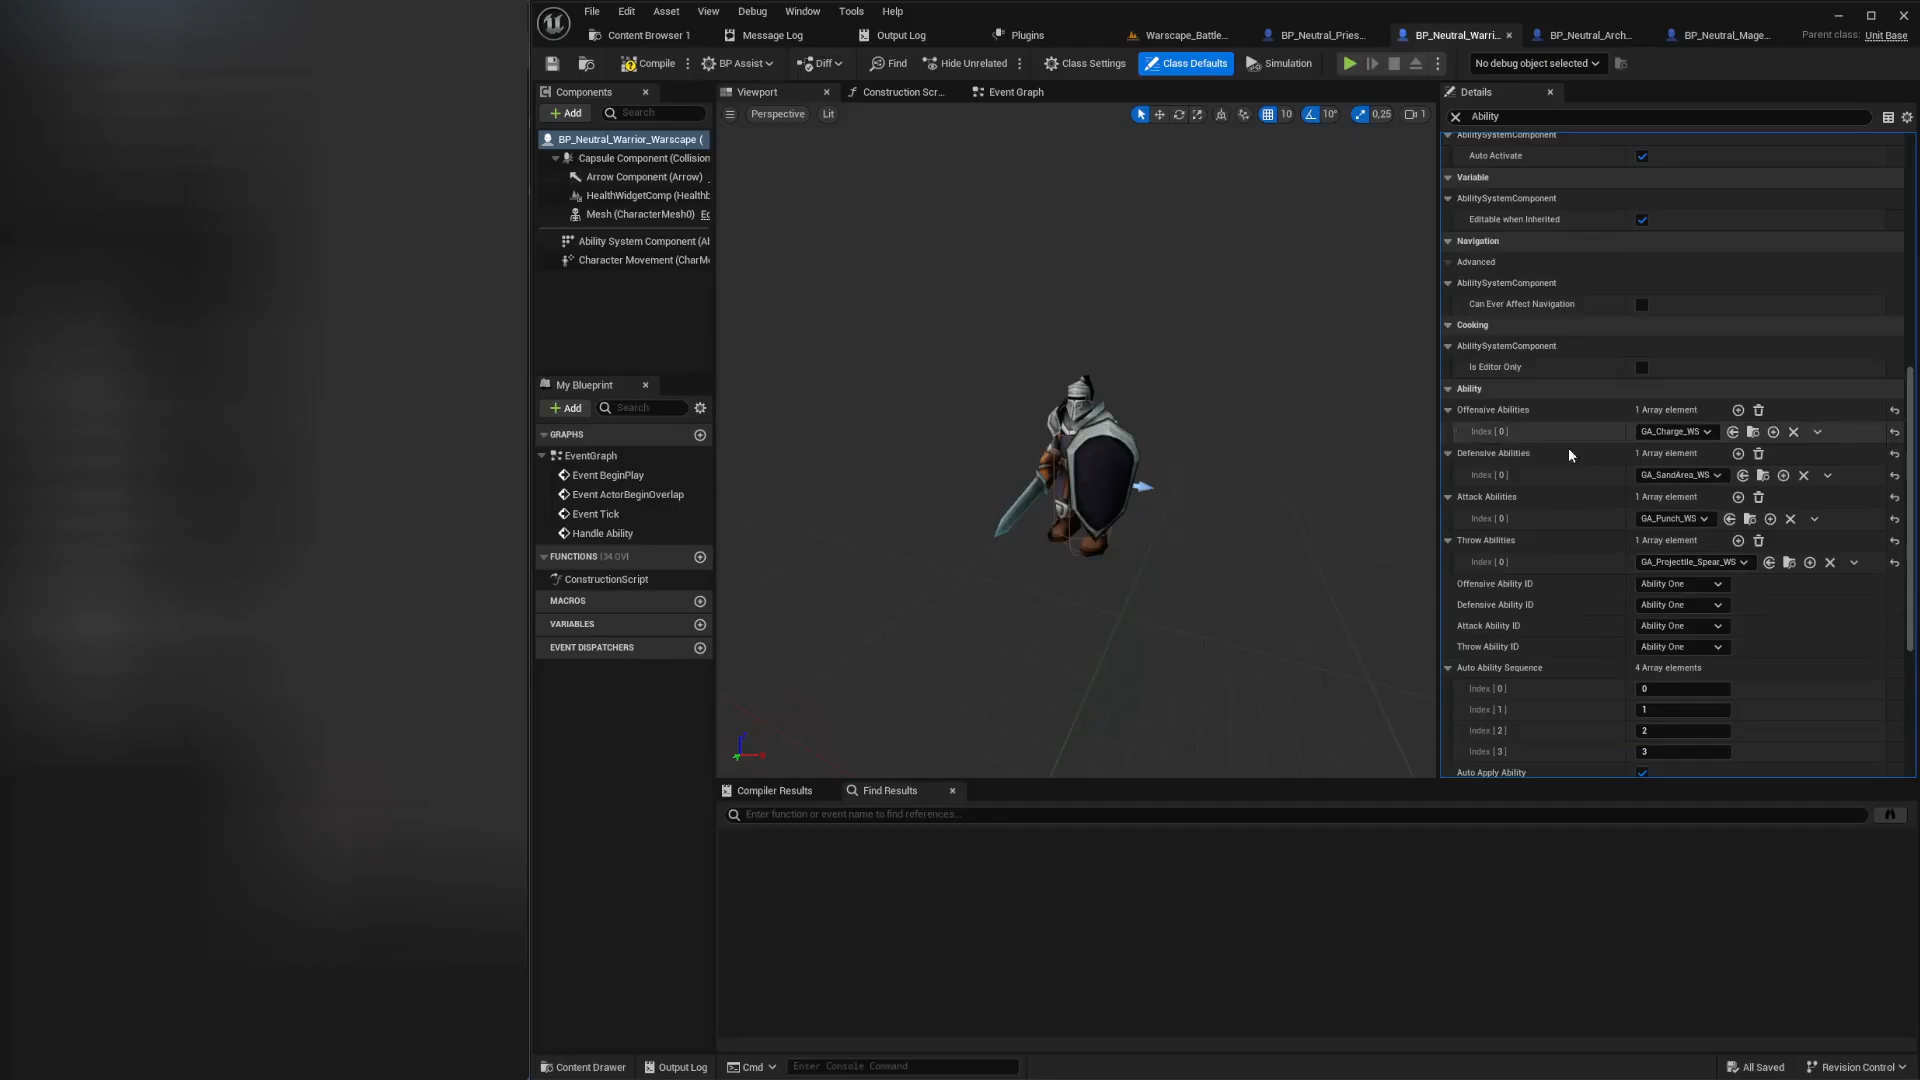 File Edit Asset View Debug Window Tools Help
Content Browser 1 Message Log Output Log Plugins Warscape_Battle... BP_Neutral_Pries... BP_Neutral_Warri... BP_Neutral_Arch... BP_Neutral_Mage... Parent class: Unit Base
Compile BP Assist Diff Find Hide Unrelated Class Settings Class Defaults Simulation No debug object selected
Components
Add Search
BP_Neutral_Warrior_Warscape (
Capsule Component (Collision
Arrow Component (Arrow)
HealthWidgetComp (Healthb
Mesh (CharacterMesh0) Ed
Ability System Component (Al
Character Movement (CharM
My Blueprint
Add Search
GRAPHS
EventGraph
Event BeginPlay
Event ActorBeginOverlap
Event Tick
Handle Ability
FUNCTIONS (34 OV)
ConstructionScript
MACROS
VARIABLES
EVENT DISPATCHERS
Viewport Construction Scr... Event Graph
Perspective Lit 10 10° 0,25 1
Compiler Results Find Results
Enter function or event name to find references...
Details
Ability
AbilitySystemComponent
Auto Activate
Variable
AbilitySystemComponent
Editable when Inherited
Navigation
Advanced
AbilitySystemComponent
Can Ever Affect Navigation
Cooking
AbilitySystemComponent
Is Editor Only
Ability
Offensive Abilities 1 Array element
Index [ 0 ] GA_Charge_WS
Defensive Abilities 1 Array element
Index [ 0 ] GA_SandArea_WS
Attack Abilities 1 Array element
Index [ 0 ] GA_Punch_WS
Throw Abilities 1 Array element
Index [ 0 ] GA_Projectile_Spear_WS
Offensive Ability ID Ability One
Defensive Ability ID Ability One
Attack Ability ID Ability One
Throw Ability ID Ability One
Auto Ability Sequence 4 Array elements
Index [ 0 ] 0
Index [ 1 ] 1
Index [ 2 ] 2
Index [ 3 ] 3
Auto Apply Ability
Content Drawer Output Log Cmd Enter Console Command All Saved Revision Control